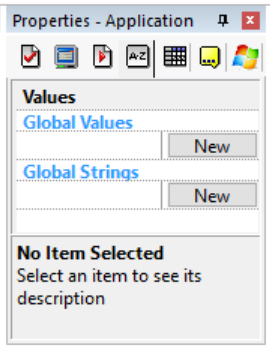 Properties - Application
A-Z
Values
Global Values
New
Global Strings
New
No Item Selected
Select an item to see its
description